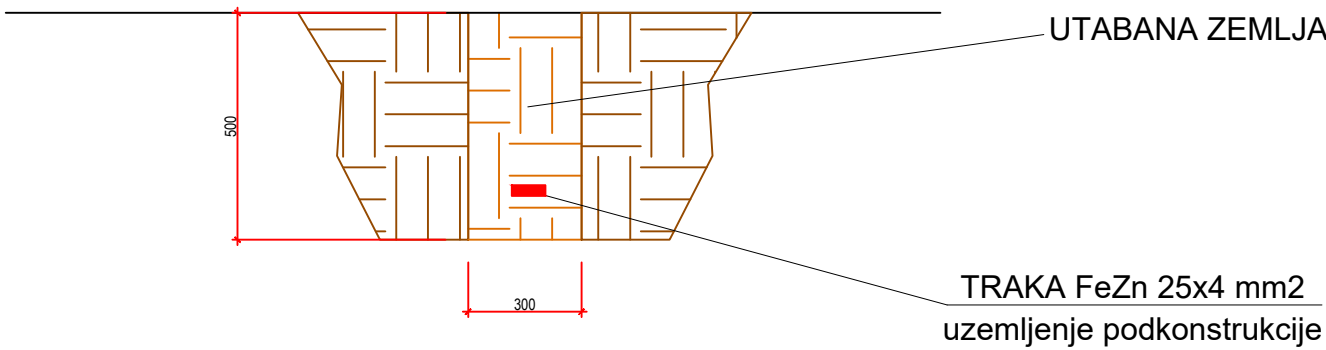 UTABANA ZEMLJA
500
300
TRAKA FeZn 25x4 mm2
uzemljenje podkonstrukcije